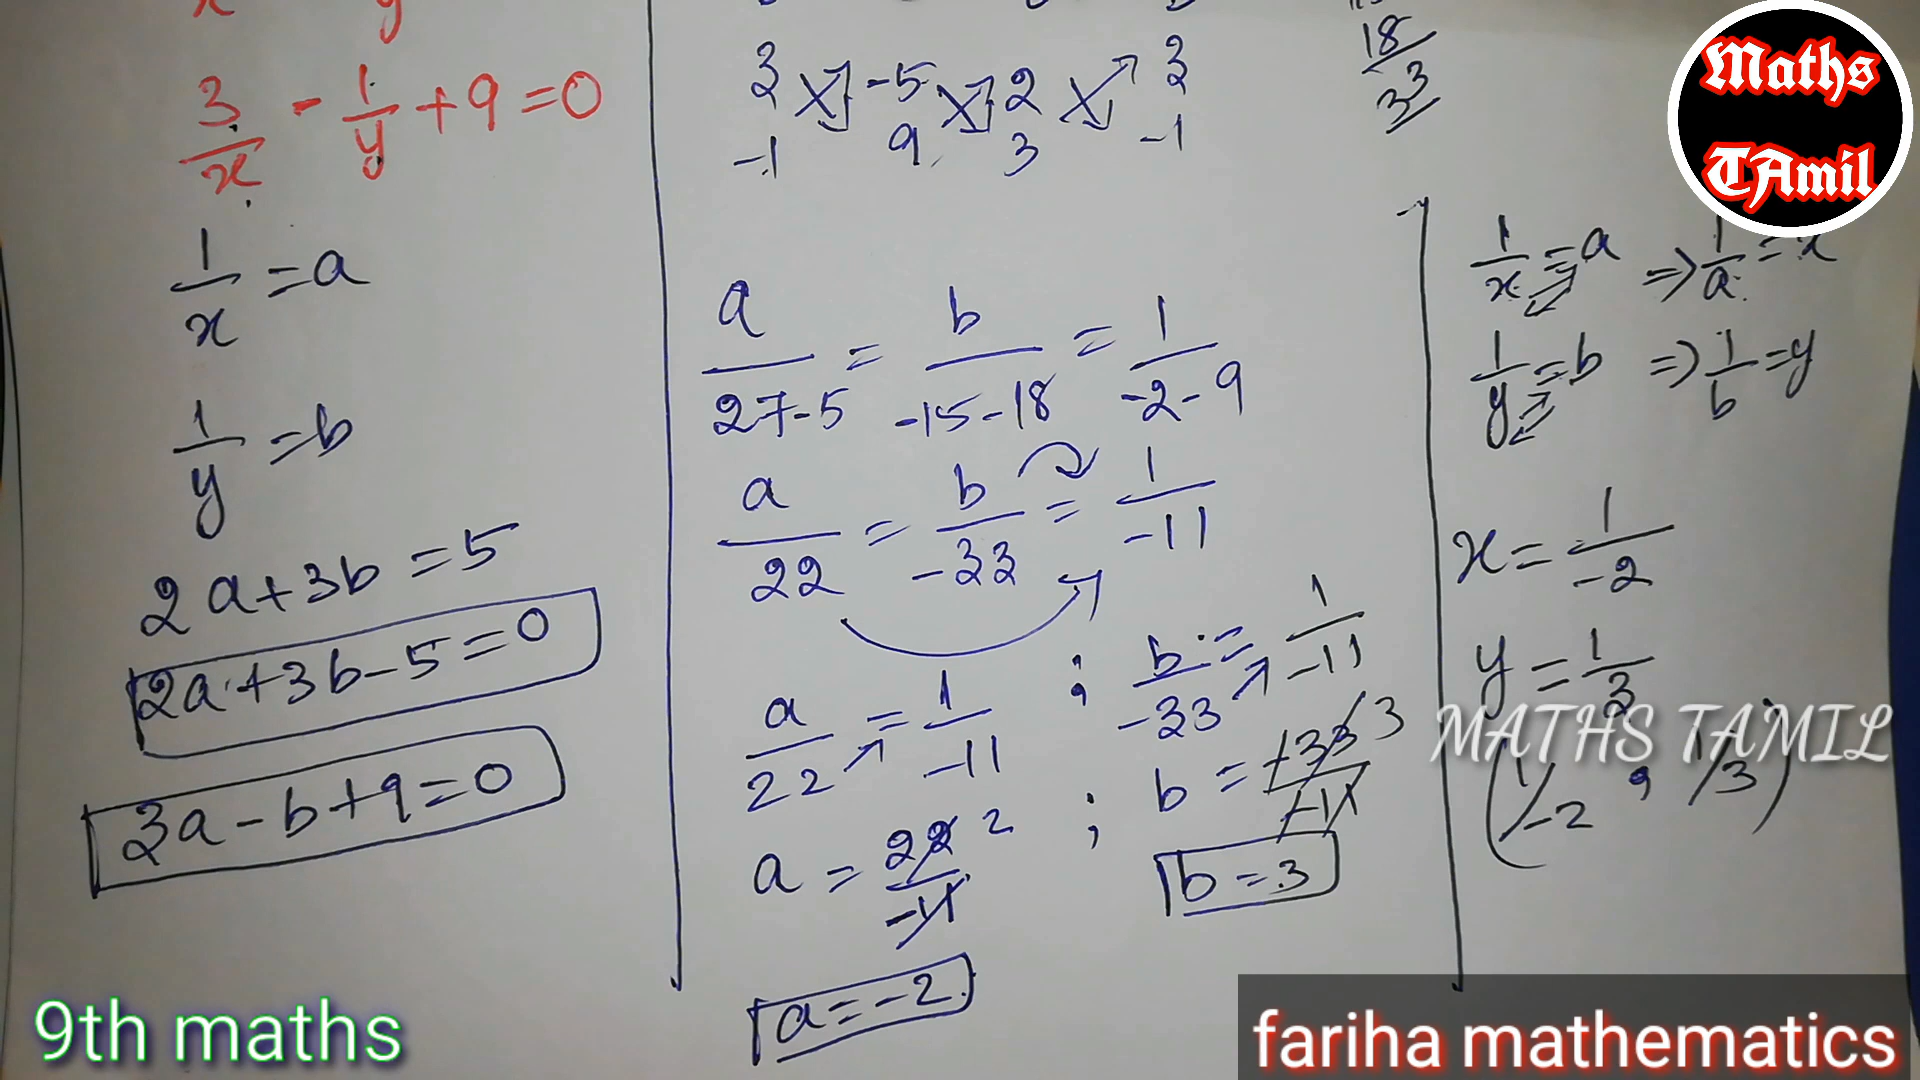 x y
3/x - 1/y + 9 = 0
1/x = a
1/y = b
2a + 3b = 5
2a + 3b - 5 = 0
3a - b + 9 = 0
3 -5 2 3
-1 9 3 -1
a/27-5 = b/-15-18 = 1/-2-9
a/22 = b/-33 = 1/-11
a/22 = 1/-11 ; b/-33 = 1/-11
a = 22/-11 2 ; b = -33/-11 3
a = -2
b = 3
18
33
1/x = a ⇒ 1/a = x
1/y = b ⇒ 1/b = y
x = 1/-2
y = 1/3
(1/-2 , 1/3)
Maths
TAmil
MATHS TAMIL
9th maths
fariha mathematics